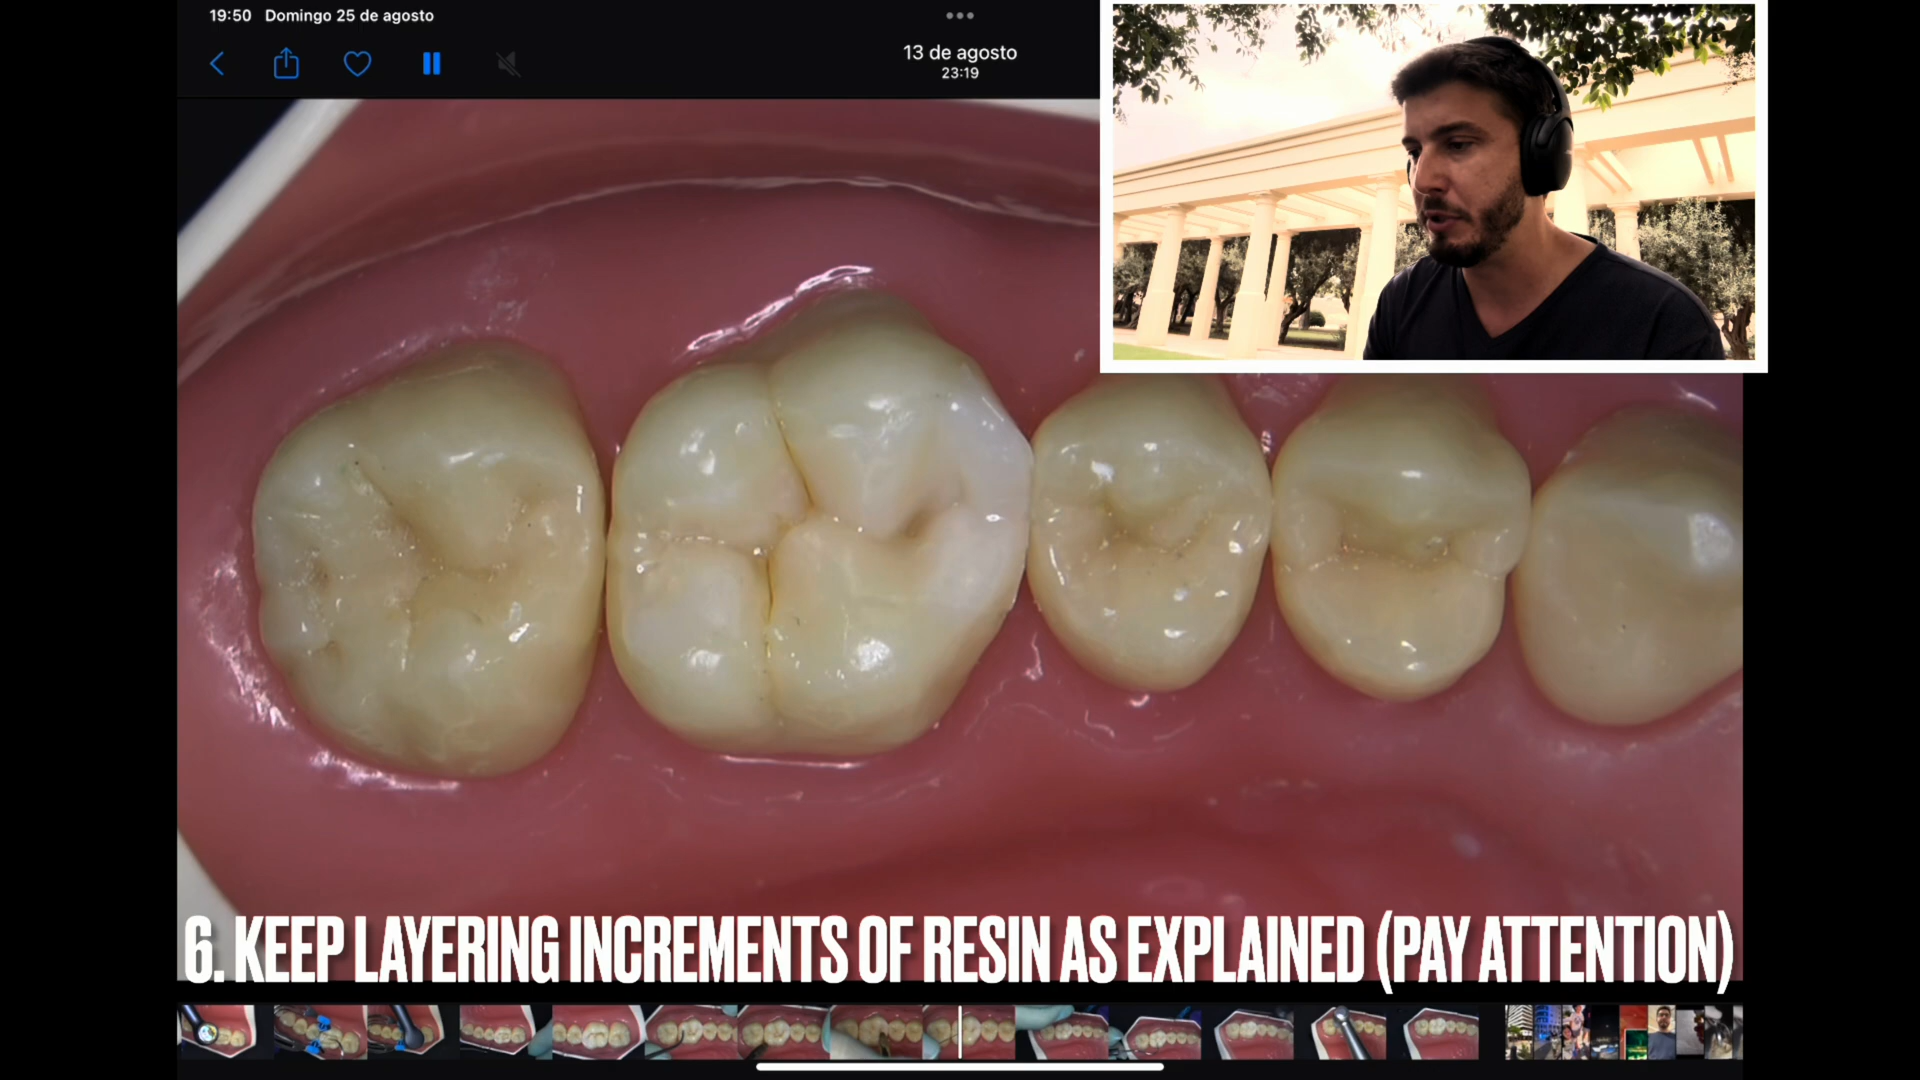 19:50 Domingo 25 de agosto
13 de agosto
23:19
6. KEEP LAYERING INCREMENTS OF RESIN AS EXPLAINED (PAY ATTENTION)